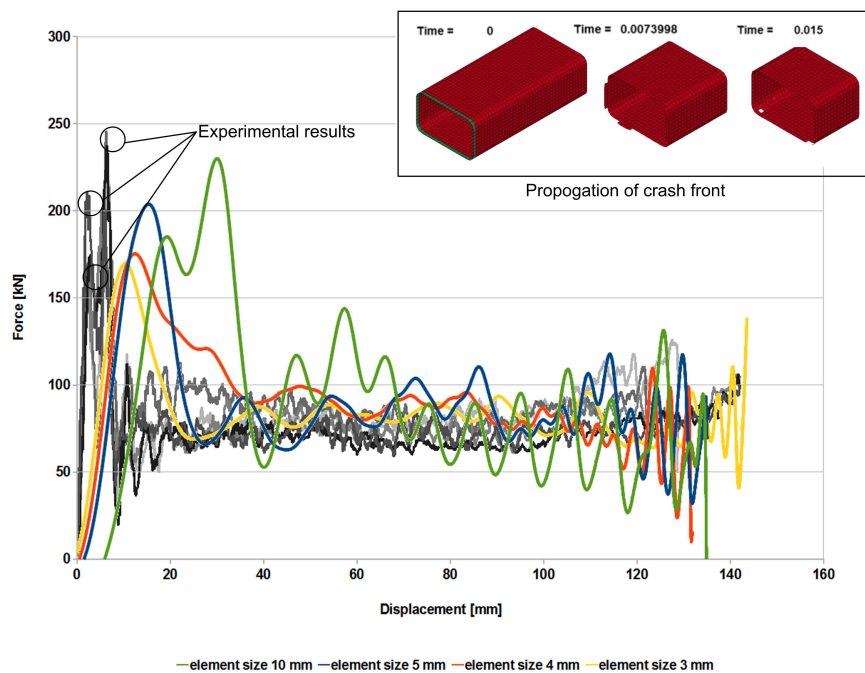 Time = 0 Time = 0.0073998 Time = 0.015
Propogation of crash front
Experimental results
Force [kN]
300
250
200
150
100
50
0
0 20 40 60 80 100 120 140 160
Displacement [mm]
element size 10 mm element size 5 mm element size 4 mm element size 3 mm